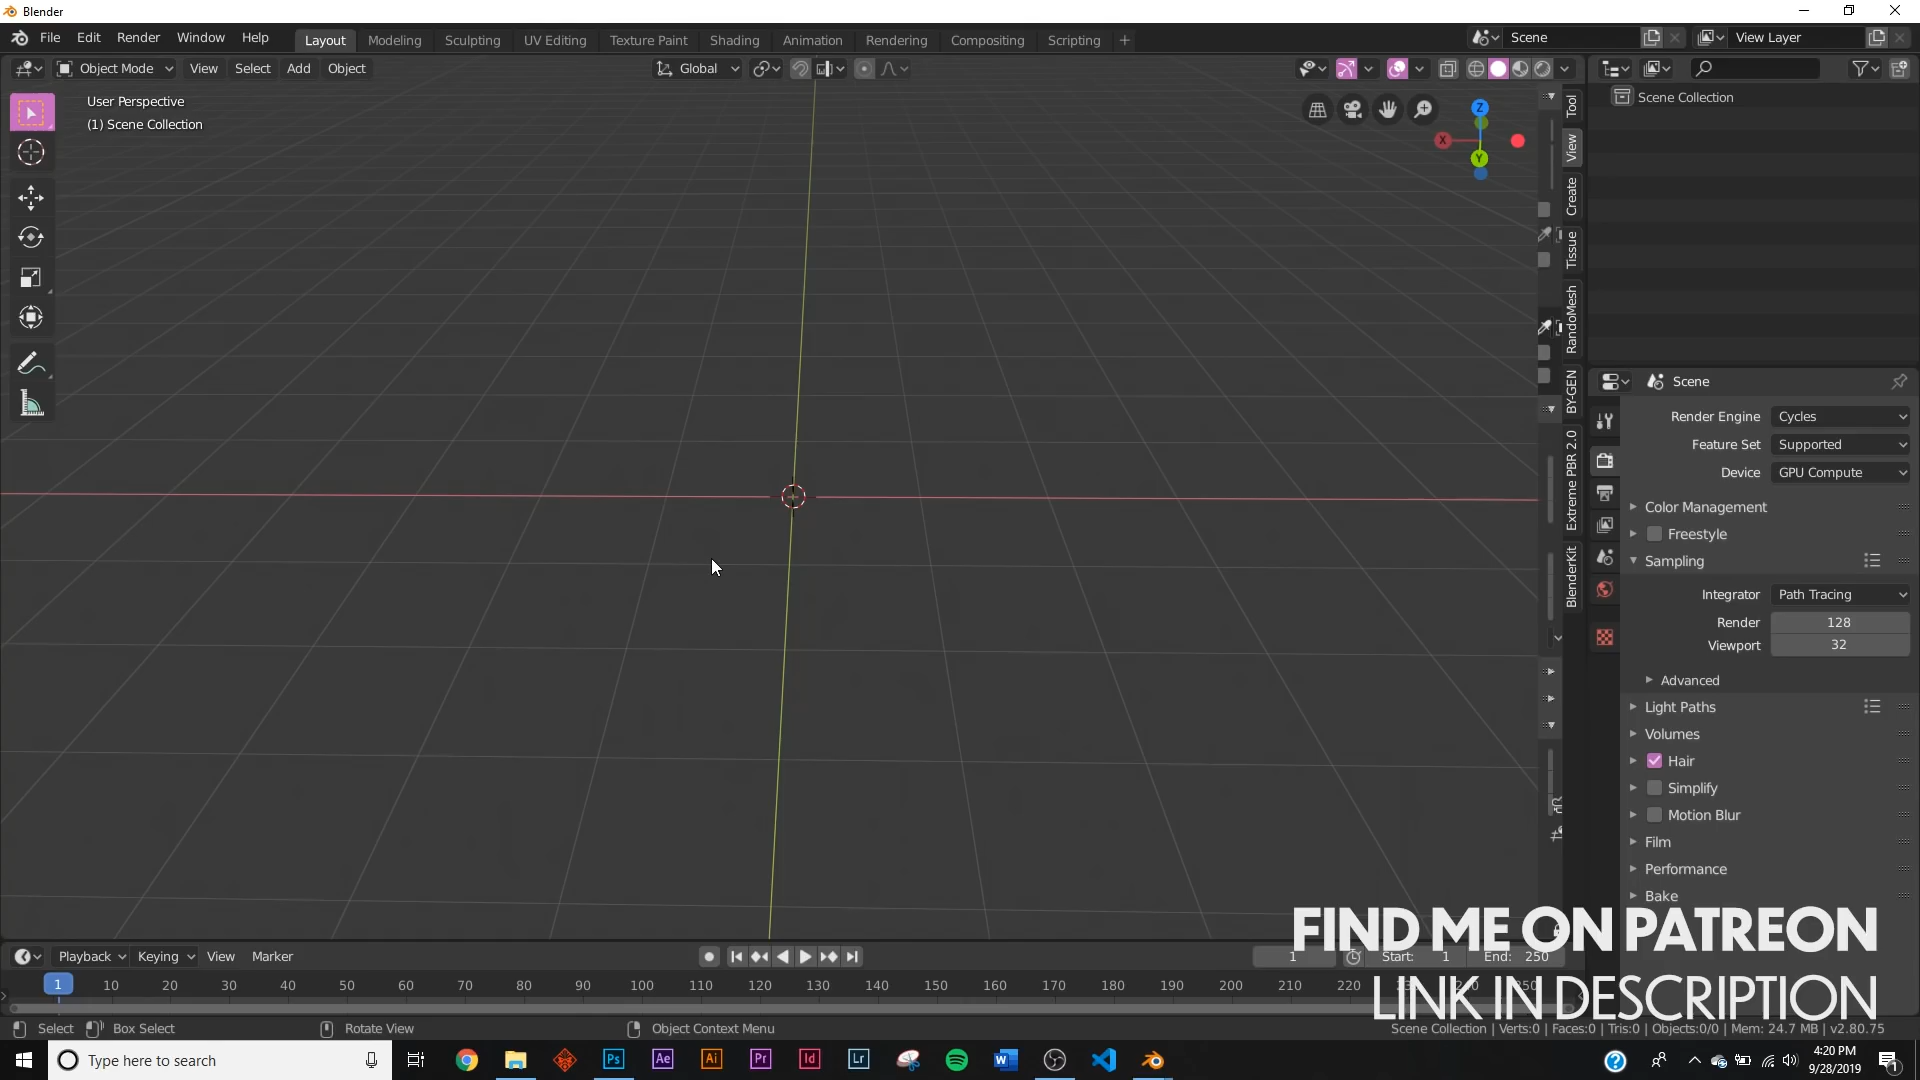 Blender
File Edit Render Window Help Layout Modeling Sculpting UV Editing Texture Paint Shading Animation Rendering Compositing Scripting + Scene View Layer
Object Mode View Select Add Object Global
User Perspective
(1) Scene Collection
Z
X
Y
Tool
View
Create
Tissue
RandoMesh
BY-GEN
Extreme PBR 2.0
BlenderKit
Scene Collection
Scene
Render Engine Cycles
Feature Set Supported
Device GPU Compute
Color Management
Freestyle
Sampling
Integrator Path Tracing
Render 128
Viewport 32
Advanced
Light Paths
Volumes
Hair
Simplify
Motion Blur
Film
Performance
Bake
FIND ME ON PATREON
LINK IN DESCRIPTION
Playback Keying View Marker 1 Start: 1 End: 250
1 10 20 30 40 50 60 70 80 90 100 110 120 130 140 150 160 170 180 190 200 210 220 250
Select Box Select Rotate View Object Context Menu Scene Collection | Verts:0 | Faces:0 | Tris:0 | Objects:0/0 | Mem: 24.7 MB | v2.80.75
Type here to search Ps Ae Ai Pr Id Lr
4:20 PM
9/28/2019
1